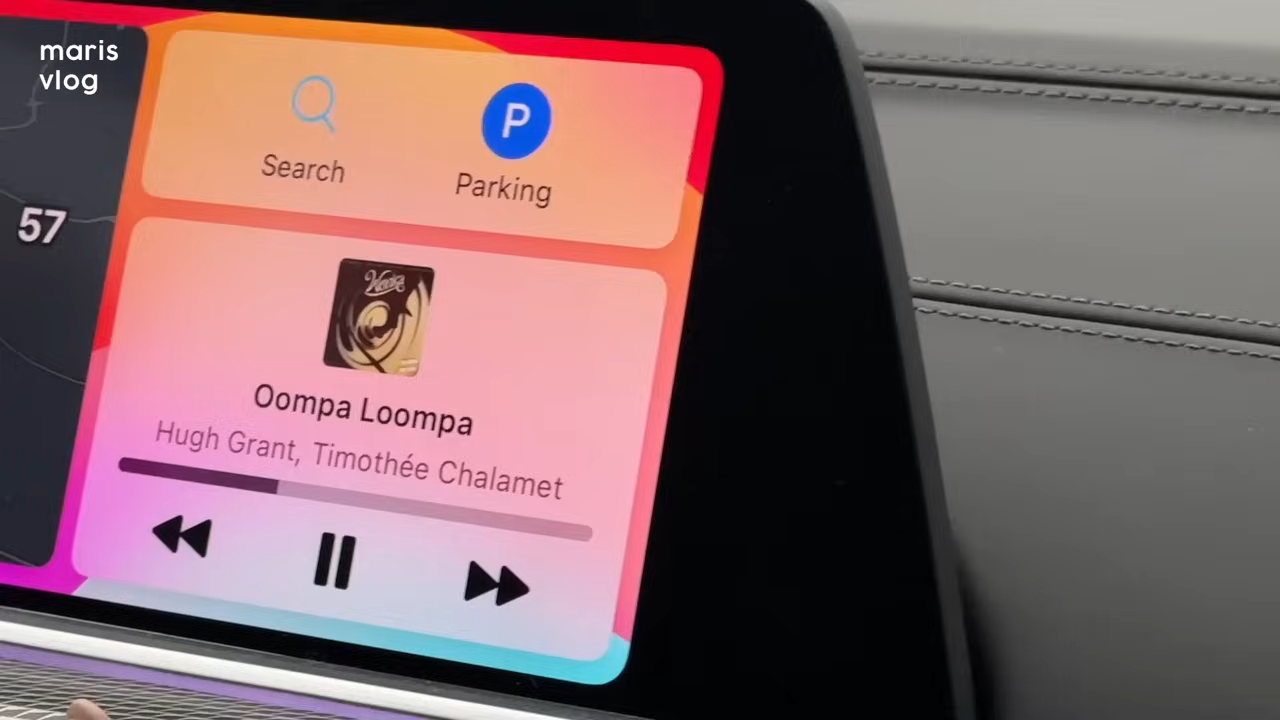 maris
vlog
57
Search
P
Parking
Wonka
Oompa Loompa
Hugh Grant, Timothée Chalamet